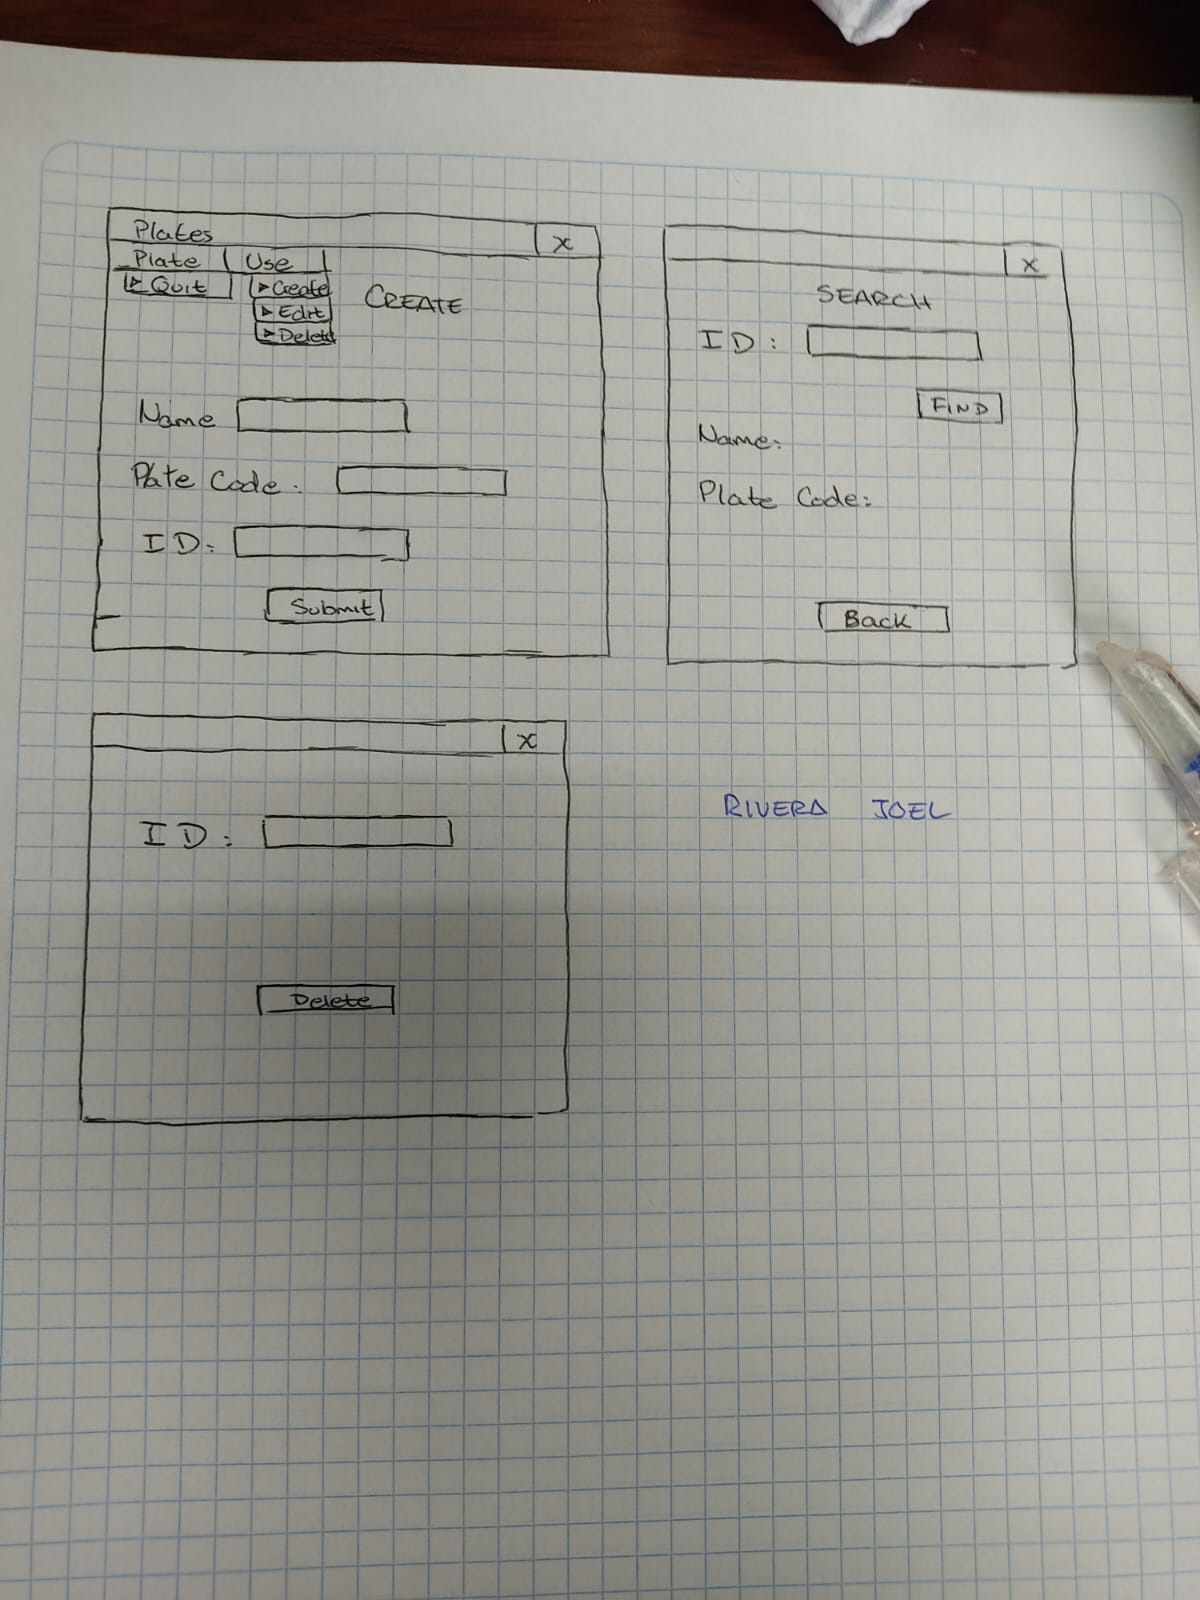 Plates X
Plate Use
▷ Quit
▷ Create
▷ Edit
▷ Delete
CREATE
Name
Plate Code:
ID:
Submit
X
SEARCH
ID:
FIND
Name:
Plate Code:
Back
X
ID:
Delete
RIVERA JOEL